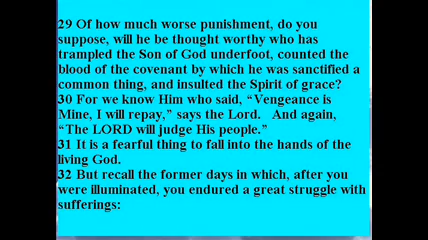 29 Of how much worse punishment, do you
suppose, will he be thought worthy who has
trampled the Son of God underfoot, counted the
blood of the covenant by which he was sanctified a
common thing, and insulted the Spirit of grace?
30 For we know Him who said, “Vengeance is
Mine, I will repay,” says the Lord. And again,
“The LORD will judge His people.”
31 It is a fearful thing to fall into the hands of the
living God.
32 But recall the former days in which, after you
were illuminated, you endured a great struggle with
sufferings: